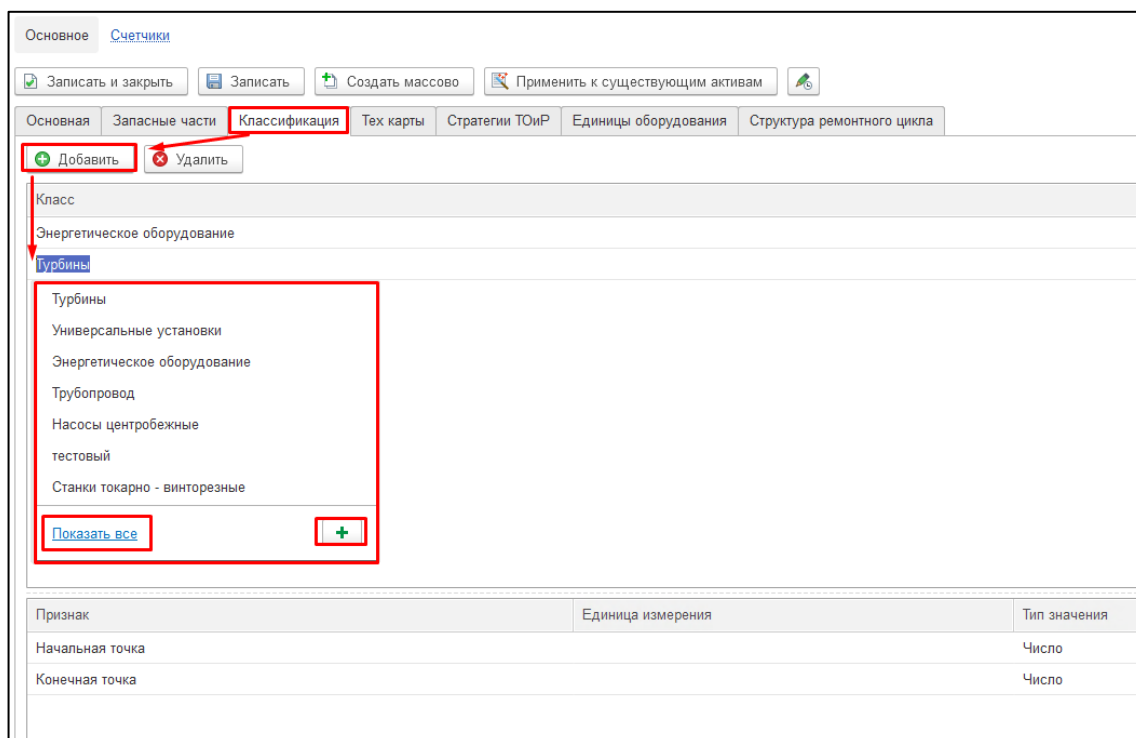 Основное Счетчики
Записать и закрыть Записать Создать массово Применить к существующим активам
Основная Запасные части Классификация Тех карты Стратегии ТОиР Единицы оборудования Структура ремонтного цикла
Добавить Удалить
Класс
Энергетическое оборудование
Турбины
Турбины
Универсальные установки
Энергетическое оборудование
Трубопровод
Насосы центробежные
тестовый
Станки токарно - винторезные
Показать все
Признак Единица измерения Тип значения
Начальная точка Число
Конечная точка Число